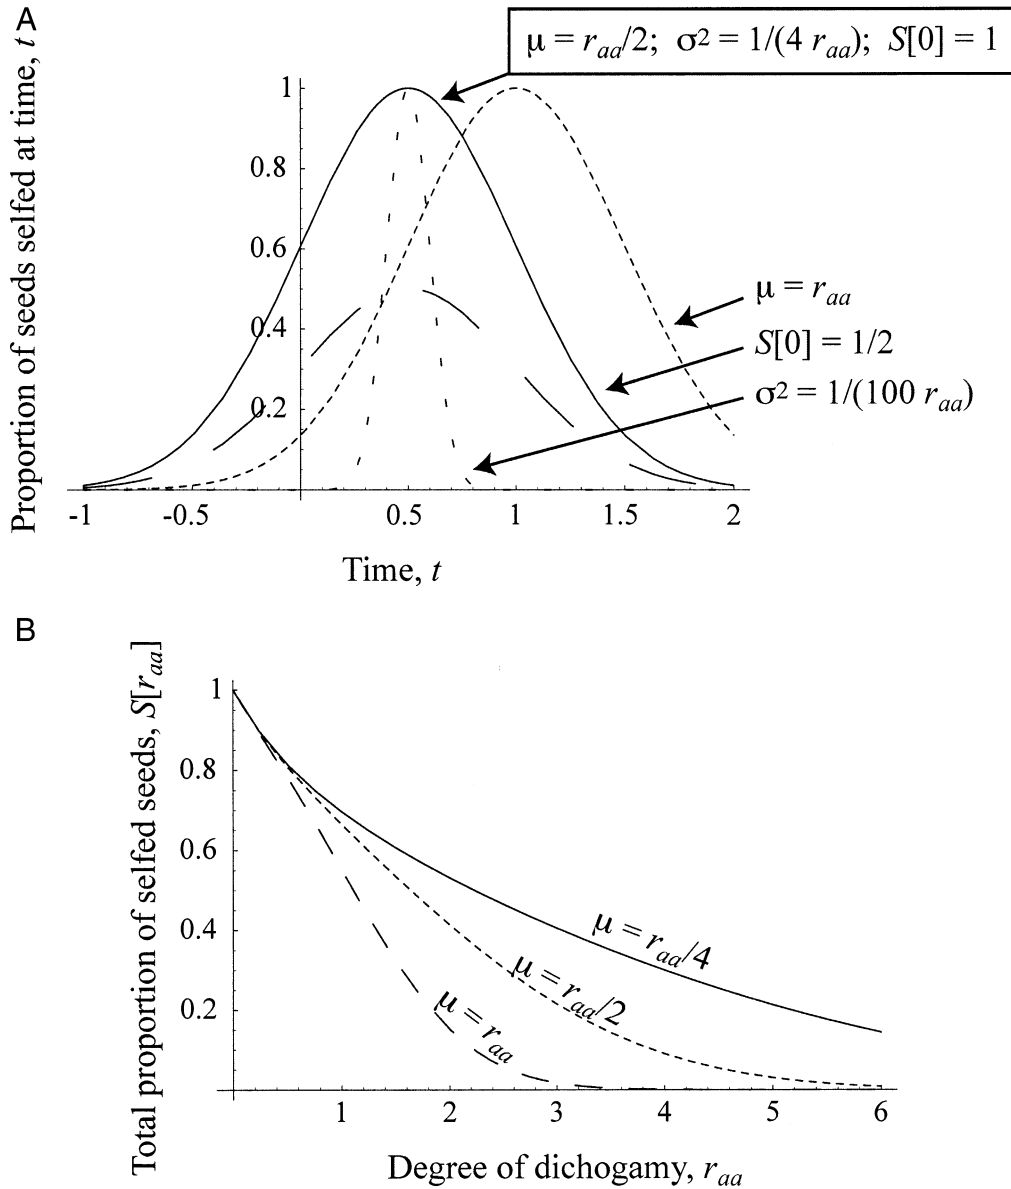 A
μ = r_aa/2; σ² = 1/(4 r_aa); S[0] = 1
Proportion of seeds selfed at time, t
1
0.8
0.6
0.4
0.2
μ = r_aa
S[0] = 1/2
σ² = 1/(100 r_aa)
-1 -0.5 0.5 1 1.5 2
Time, t
B
Total proportion of selfed seeds, S[r_aa]
1
0.8
0.6
0.4
0.2
μ = r_aa/4
μ = r_aa/2
μ = r_aa
1 2 3 4 5 6
Degree of dichogamy, r_aa